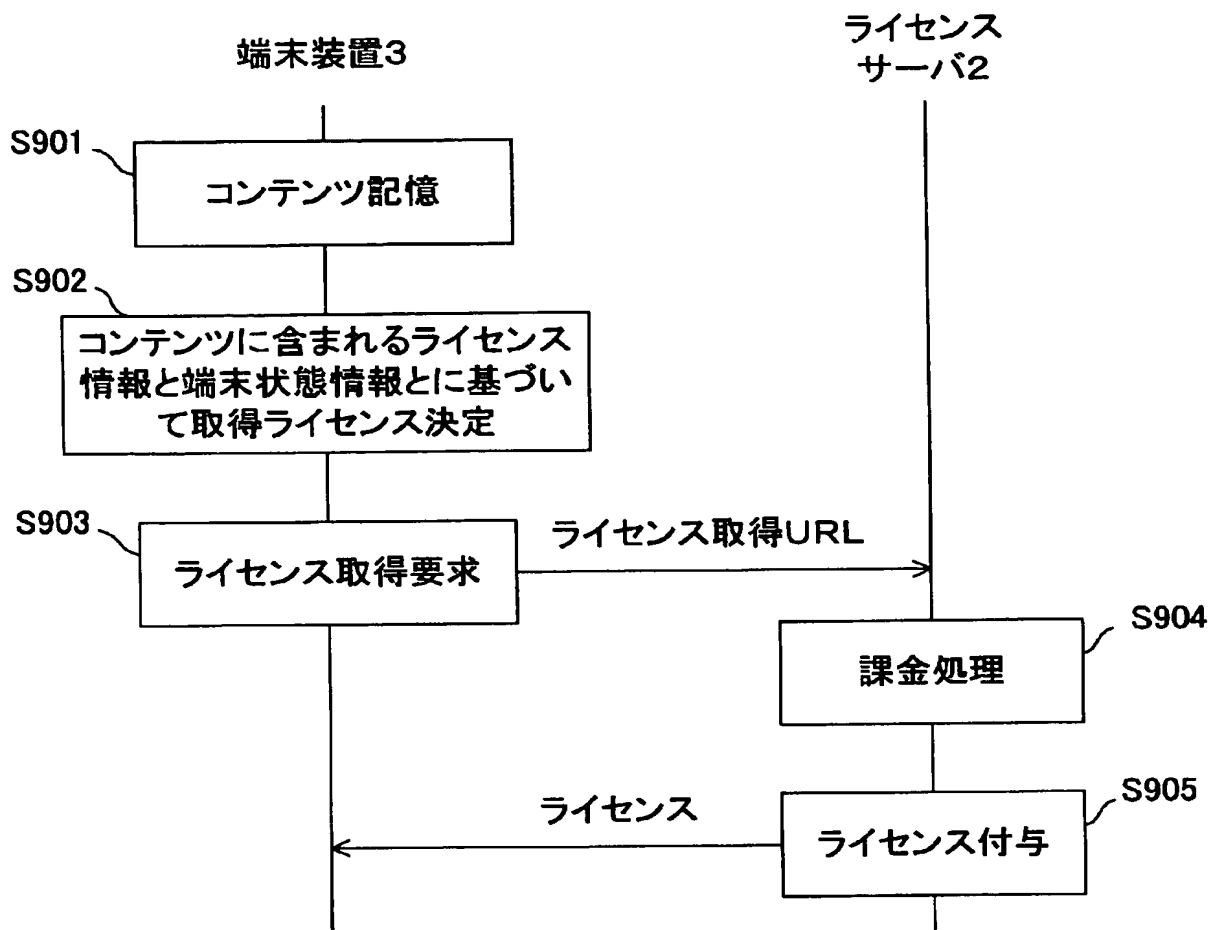 端末装置3
ライセンス
サーバ2
S901
コンテンツ記憶
S902
コンテンツに含まれるライセンス
情報と端末状態情報とに基づい
て取得ライセンス決定
S903
ライセンス取得要求
ライセンス取得URL
S904
課金処理
S905
ライセンス付与
ライセンス